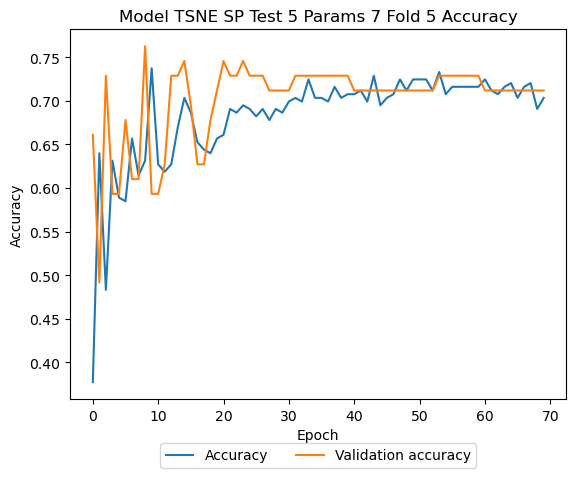 Model TSNE SP Test 5 Params 7 Fold 5 Accuracy
Accuracy
0.75
0.70
0.65
0.60
0.55
0.50
0.45
0.40
0 10 20 30 40 50 60 70
Epoch
Accuracy Validation accuracy